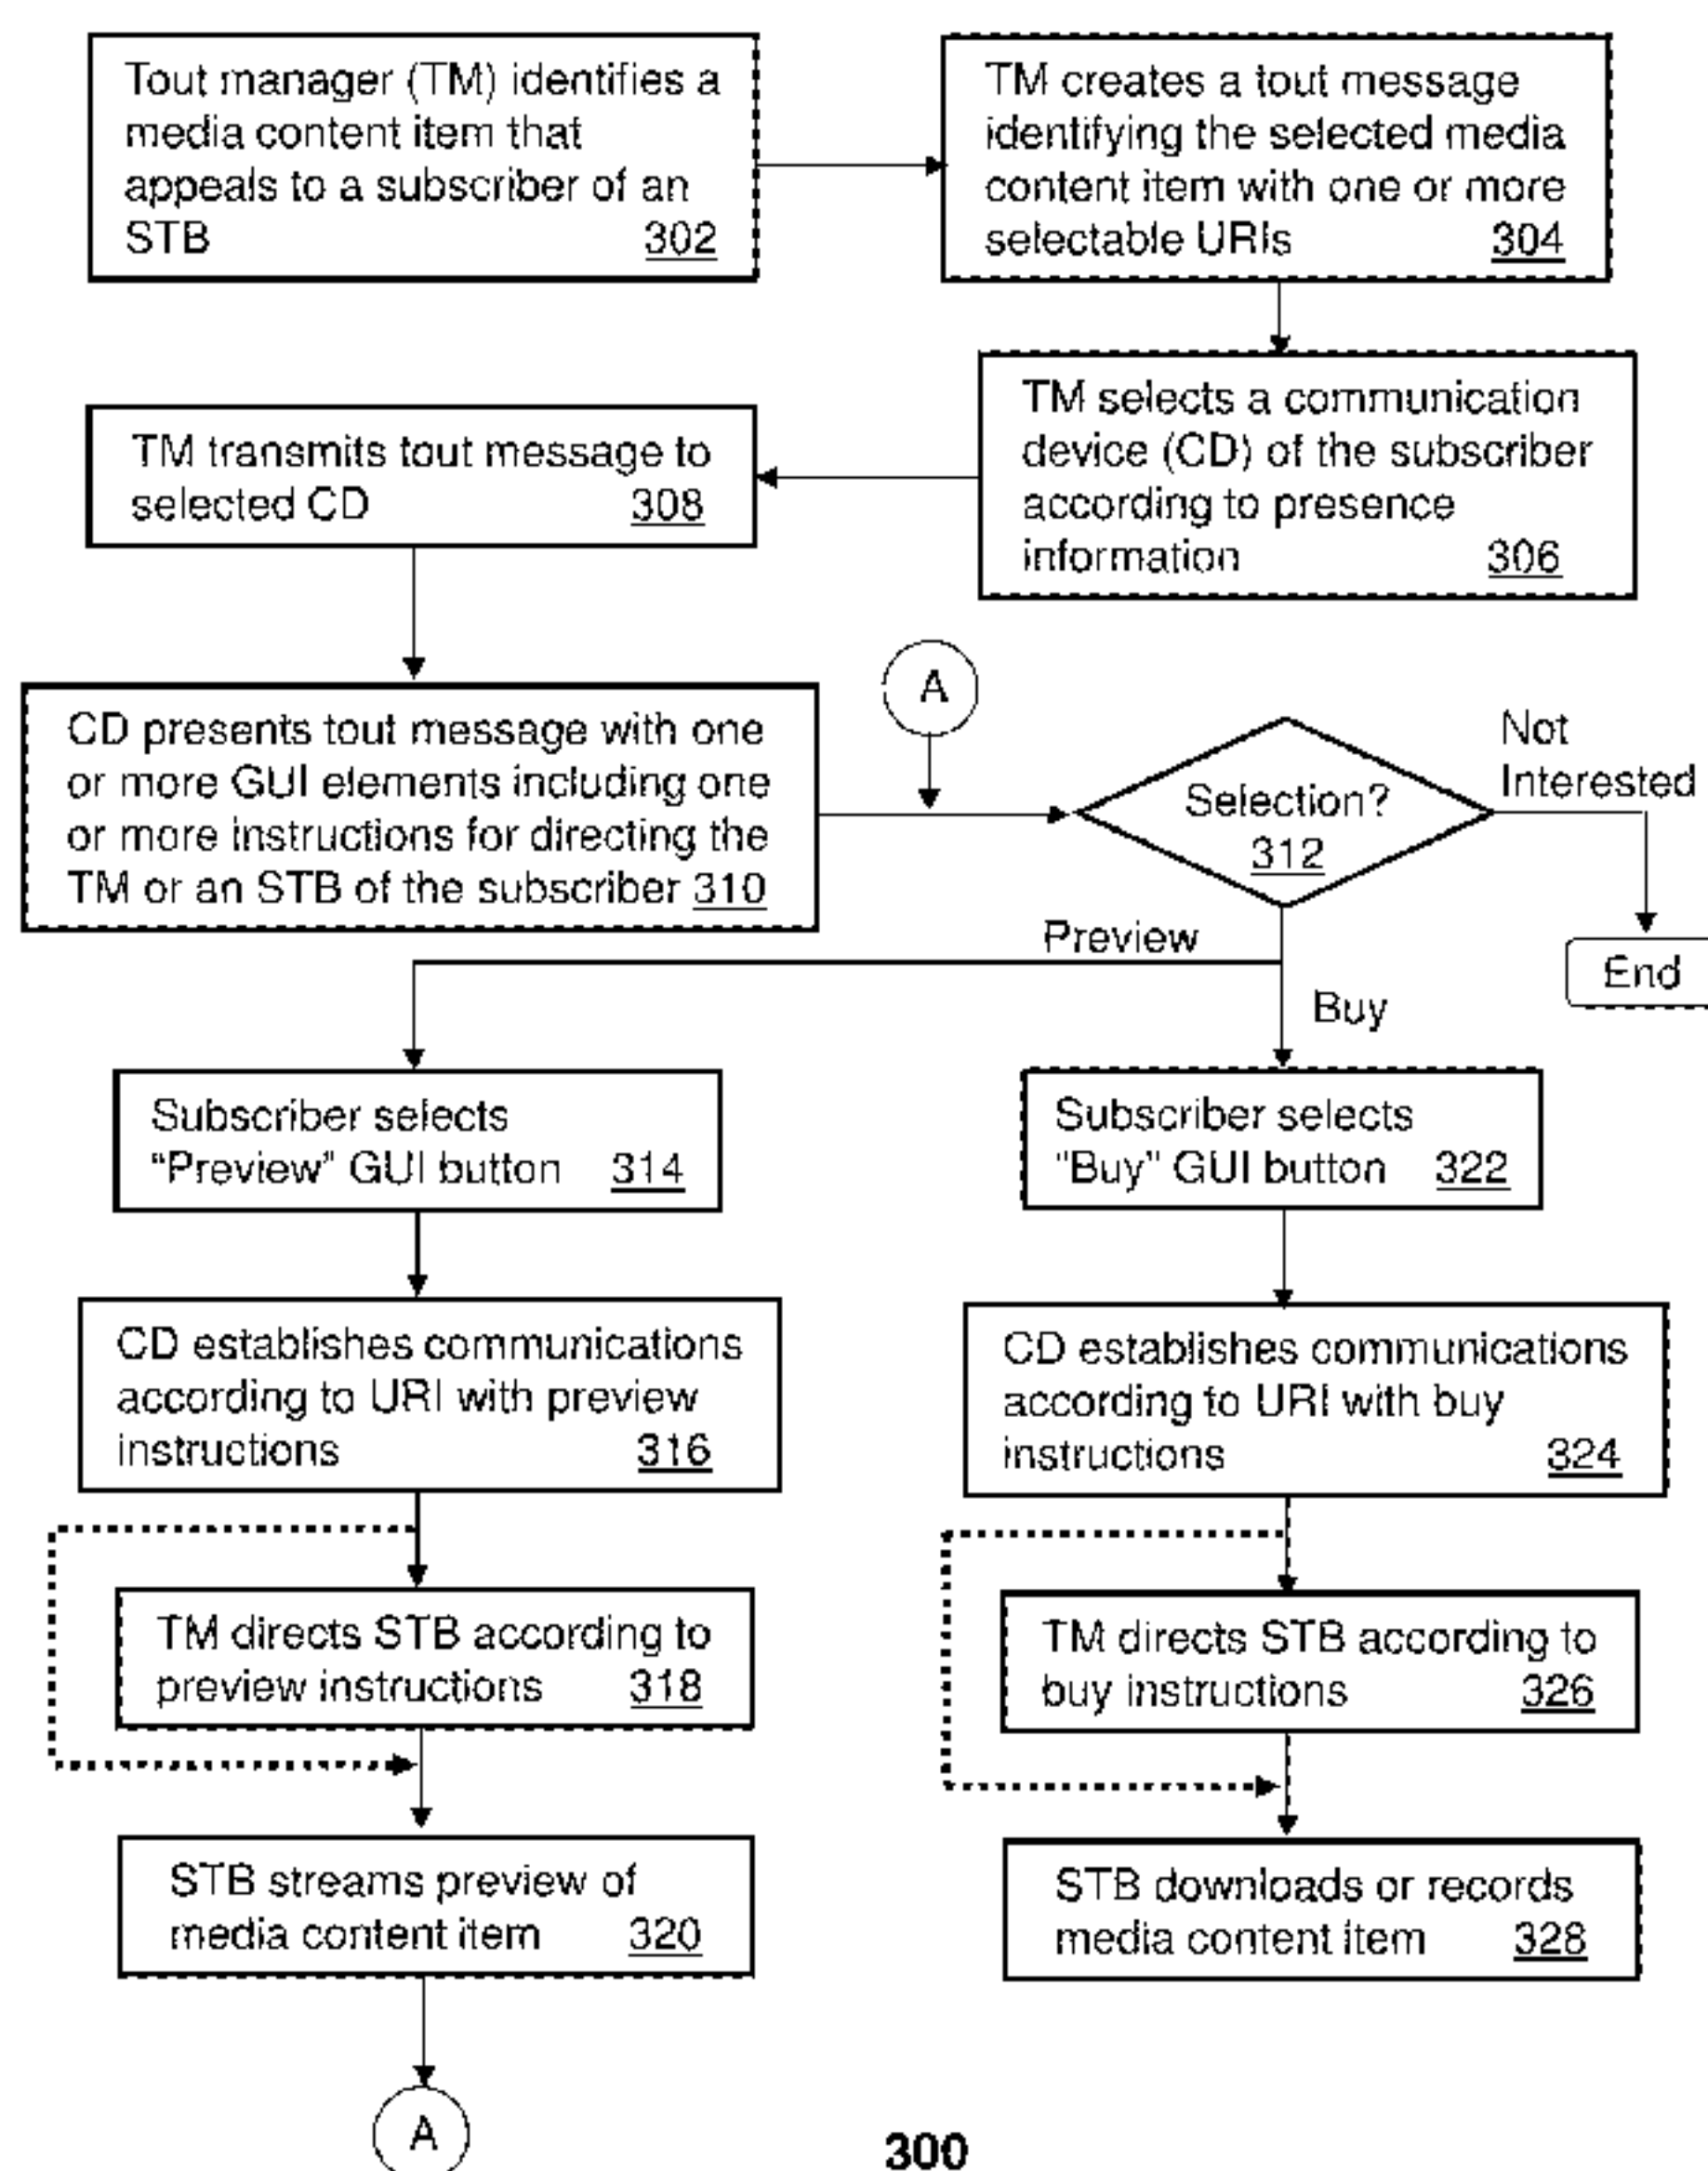 Tout manager (TM) identifies a
media content item that
appeals to a subscriber of an
STB 302
TM creates a tout message
identifying the selected media
content item with one or more
selectable URIs 304
TM selects a communication
device (CD) of the subscriber
according to presence
information 306
TM transmits tout message to
selected CD 308
CD presents tout message with one
or more GUI elements including one
or more instructions for directing the
TM or an STB of the subscriber 310
A
Selection?
312
Not
Interested
End
Preview
Buy
Subscriber selects
“Preview” GUI button 314
CD establishes communications
according to URI with preview
instructions 316
TM directs STB according to
preview instructions 318
STB streams preview of
media content item 320
A
Subscriber selects
“Buy” GUI button 322
CD establishes communications
according to URI with buy
instructions 324
TM directs STB according to
buy instructions 326
STB downloads or records
media content item 328
300